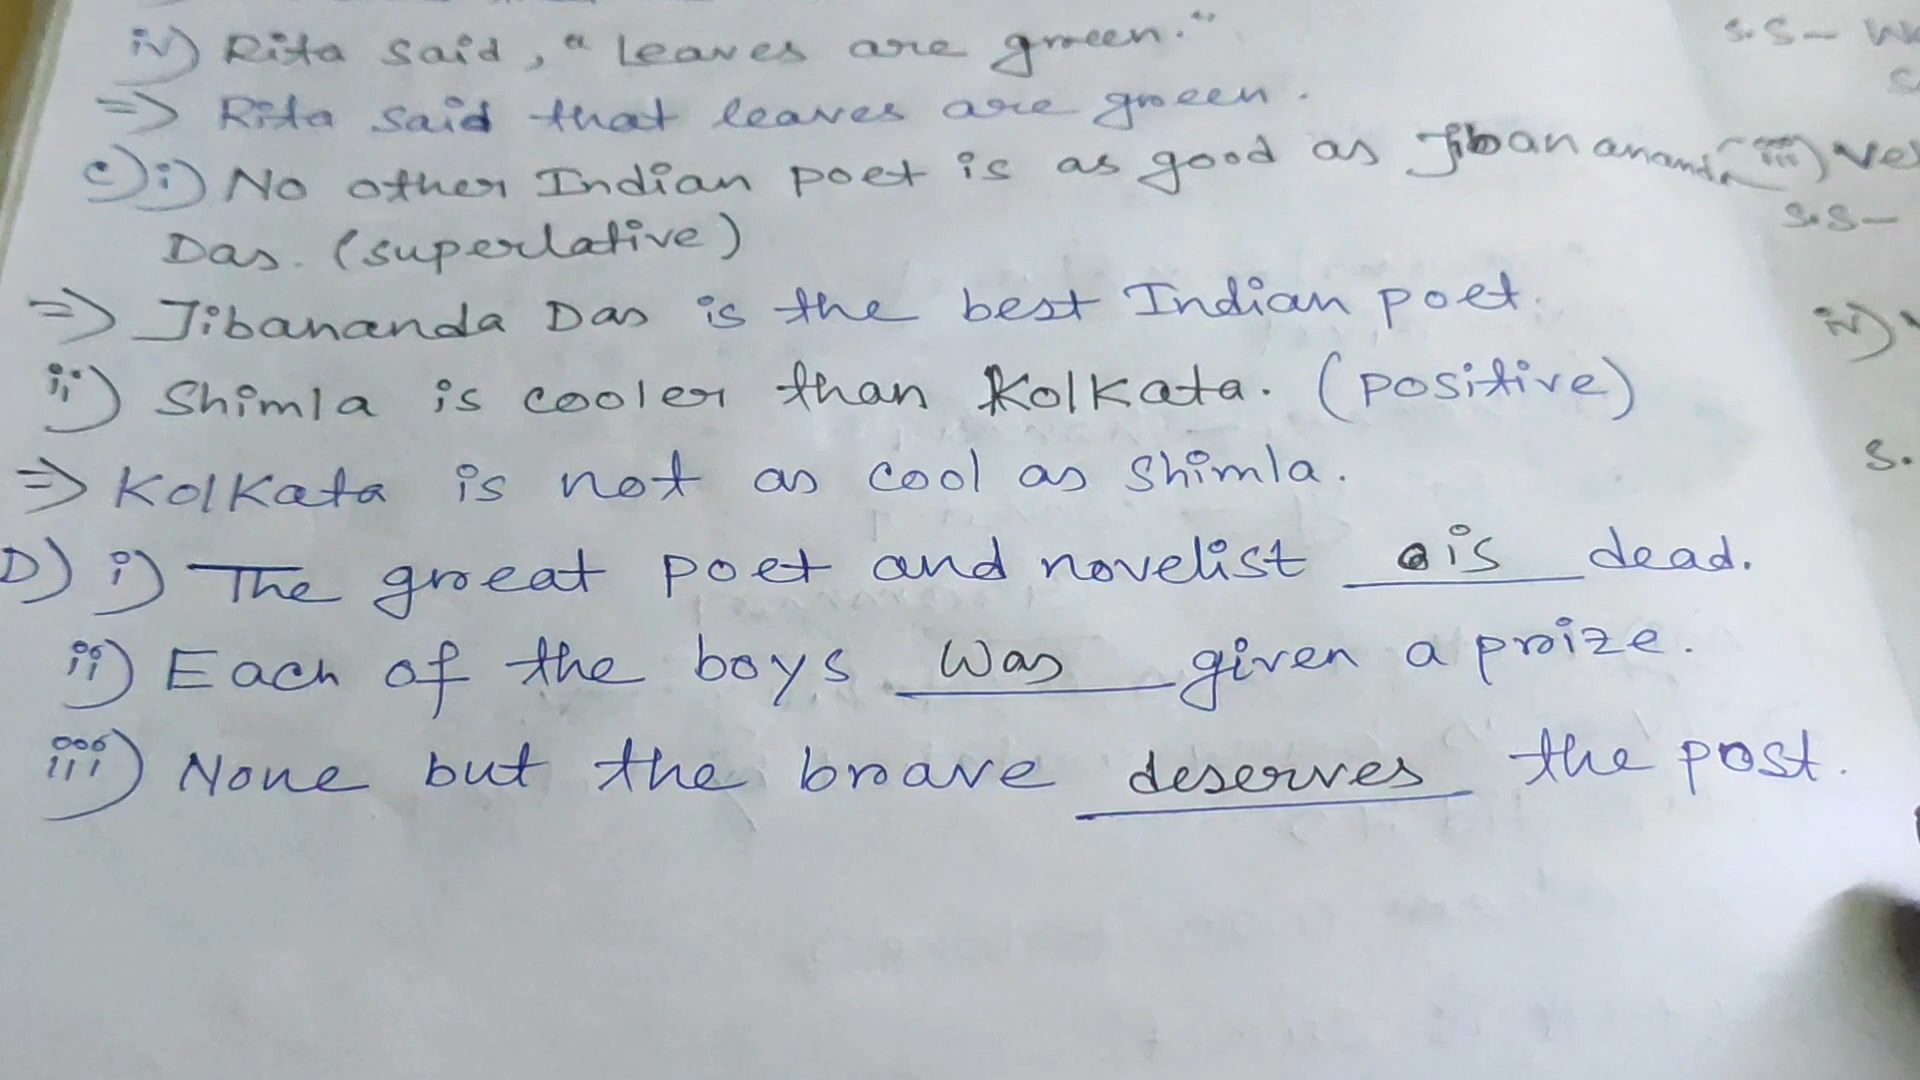 iv) Rita said, "Leaves are green."
=> Rita said that leaves are green.
c) i) No other Indian poet is as good as Jibanananda
Das. (superlative)
=> Jibananda Das is the best Indian poet.
ii) Shimla is cooler than Kolkata. (positive)
=> Kolkata is not as cool as Shimla.
D) i) The great poet and novelist is dead.
ii) Each of the boys was given a prize.
iii) None but the brave deserves the post.
S.S-
iii)
S.S-
iv)
S.